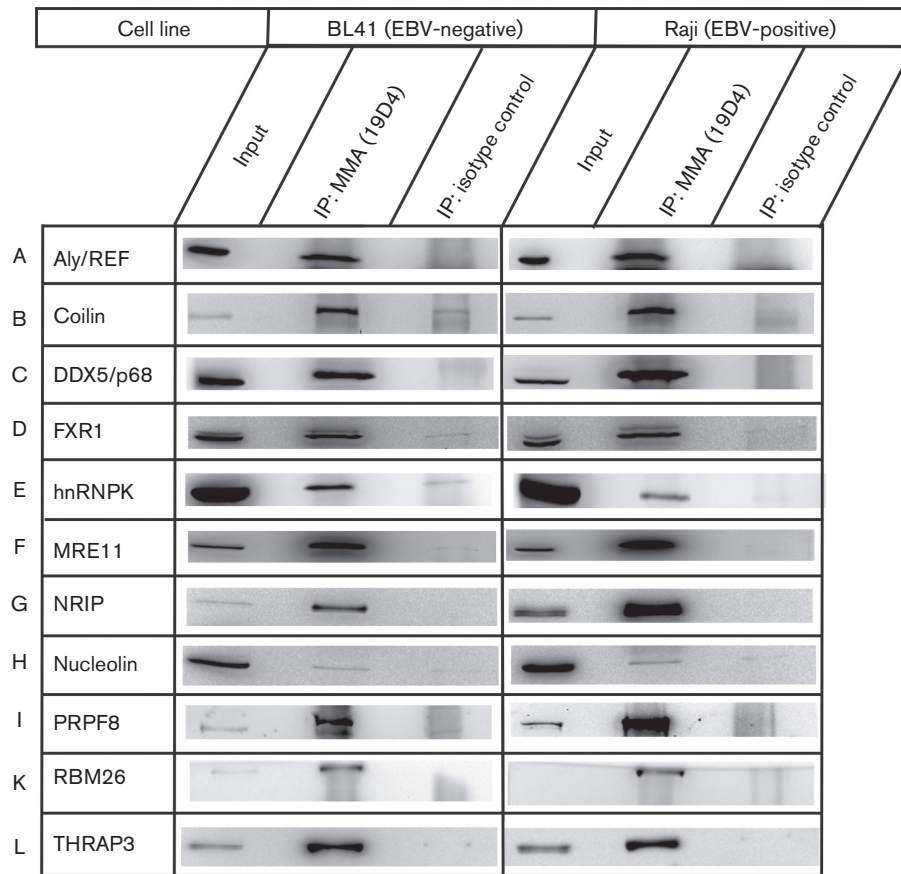 Cell line BL41 (EBV-negative) Raji (EBV-positive)
Input IP: MMA (19D4) IP: isotype control Input IP: MMA (19D4) IP: isotype control
A Aly/REF
B Coilin
C DDX5/p68
D FXR1
E hnRNPK
F MRE11
G NRIP
H Nucleolin
I PRPF8
K RBM26
L THRAP3